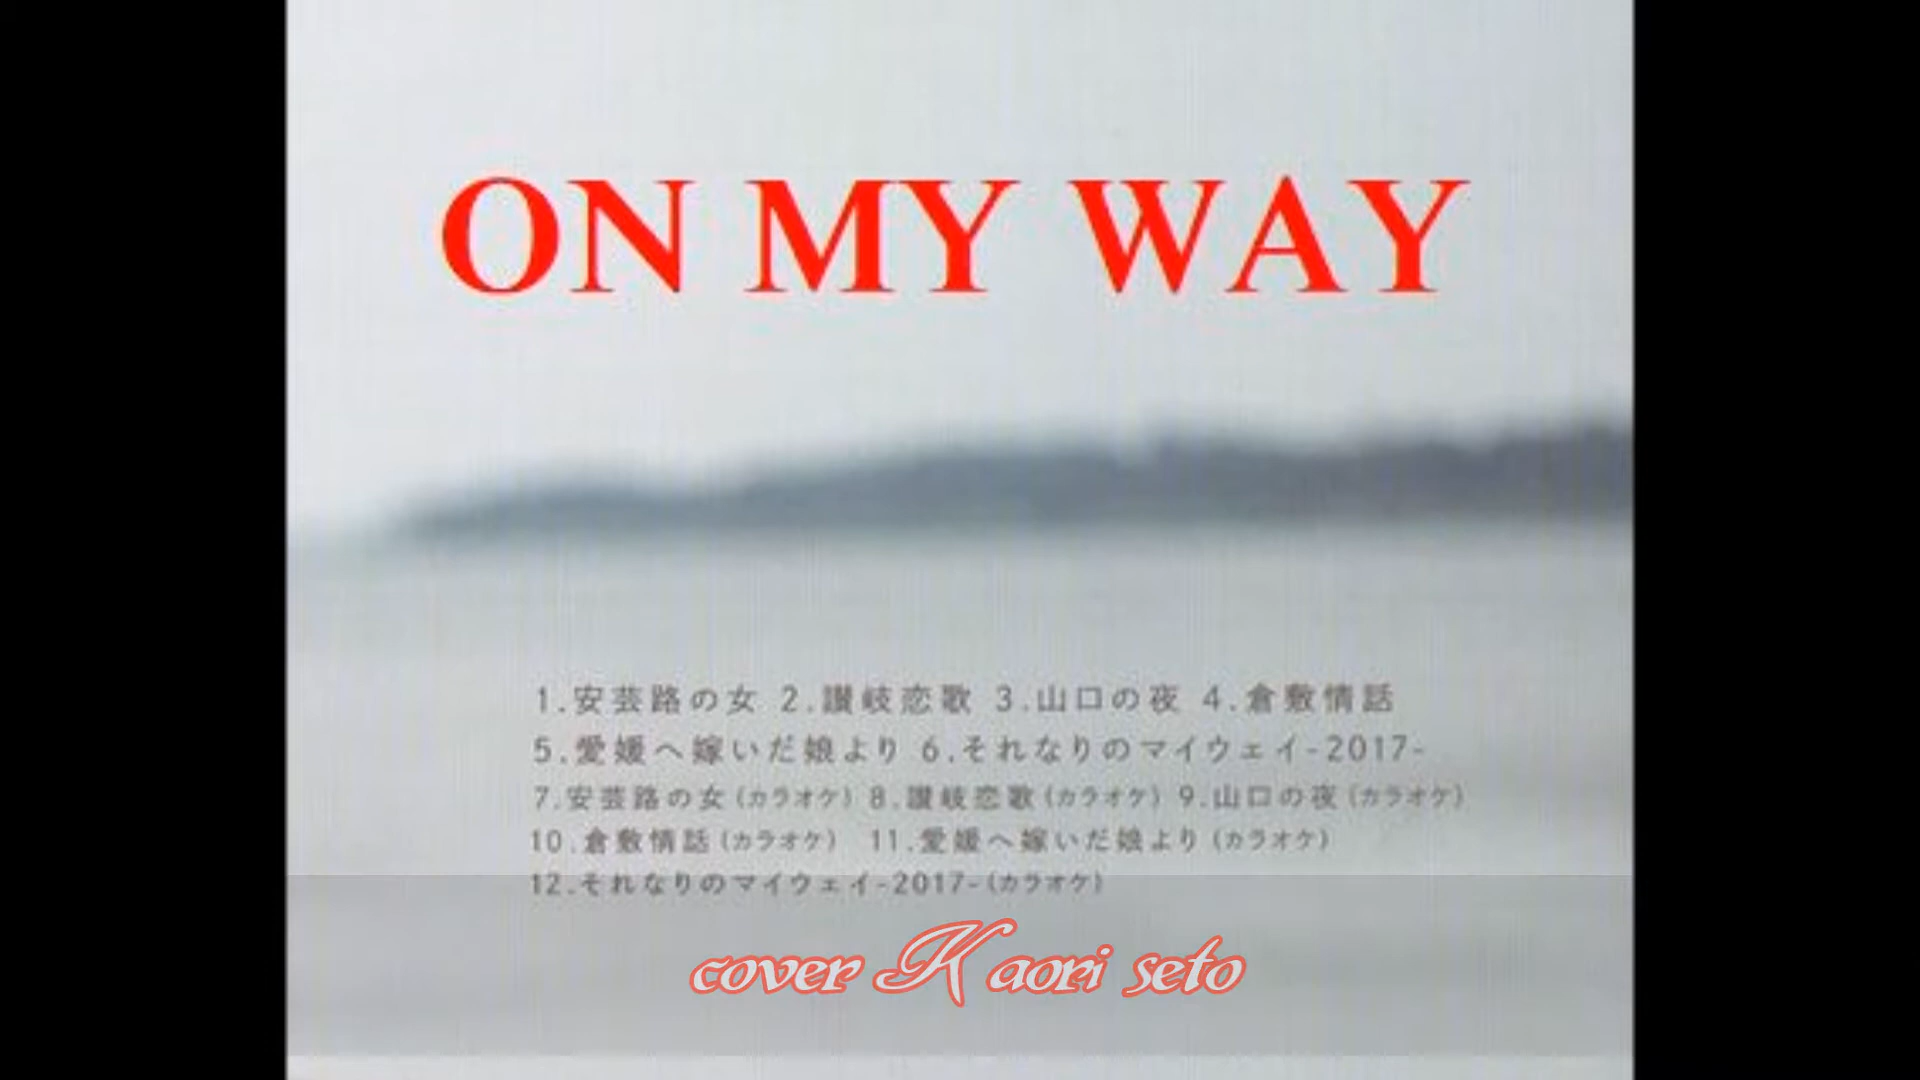 ON MY WAY
1.安芸路の女 2.讃岐恋歌 3.山口の夜 4.倉敷情話
5.愛媛へ嫁いだ娘より 6.それなりのマイウェイ-2017-
7.安芸路の女(カラオケ) 8.讃岐恋歌(カラオケ) 9.山口の夜(カラオケ)
10.倉敷情話(カラオケ) 11.愛媛へ嫁いだ娘より(カラオケ)
12.それなりのマイウェイ-2017-(カラオケ)
cover Kaori seto